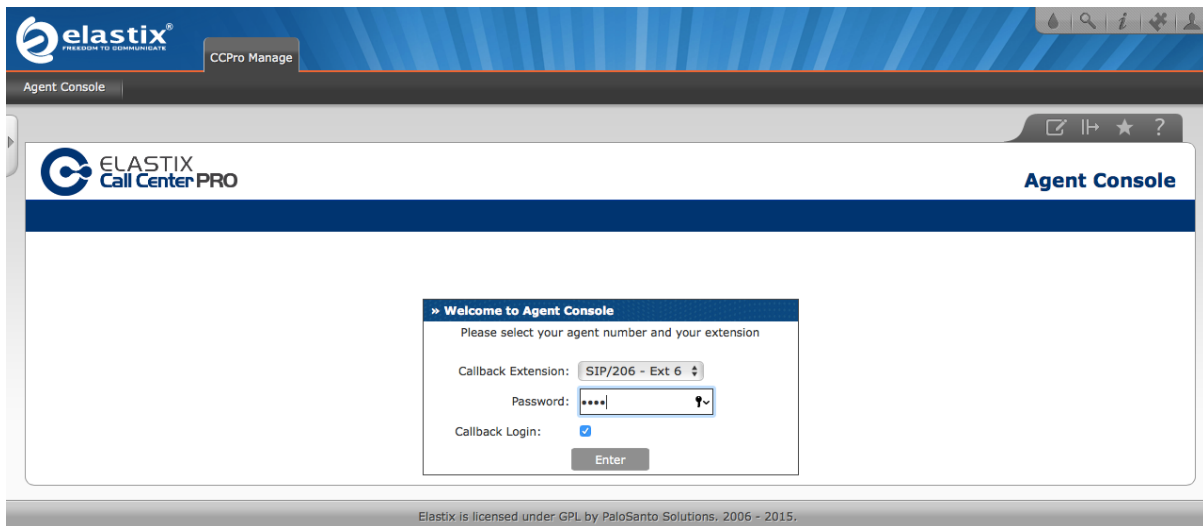 elastix®
FREEDOM TO COMMUNICATE
CCPro Manage
Agent Console
ELASTIX
Call Center PRO
Agent Console
» Welcome to Agent Console
Please select your agent number and your extension
Callback Extension: SIP/206 - Ext 6
Password: ••••
Callback Login:
Enter
Elastix is licensed under GPL by PaloSanto Solutions. 2006 - 2015.